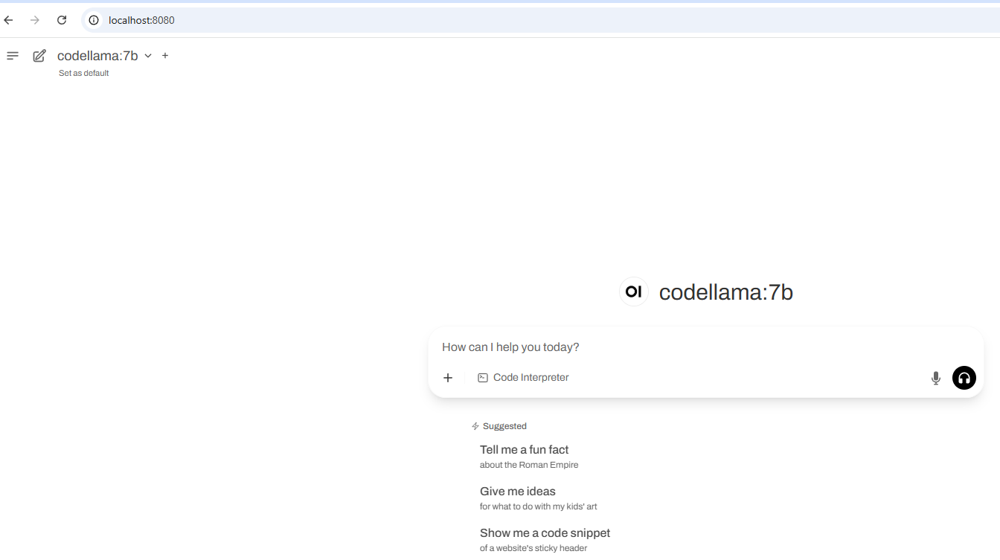 localhost:8080
codellama:7b
Set as default
OI codellama:7b
How can I help you today?
Code Interpreter
Suggested
Tell me a fun fact
about the Roman Empire
Give me ideas
for what to do with my kids' art
Show me a code snippet
of a website's sticky header